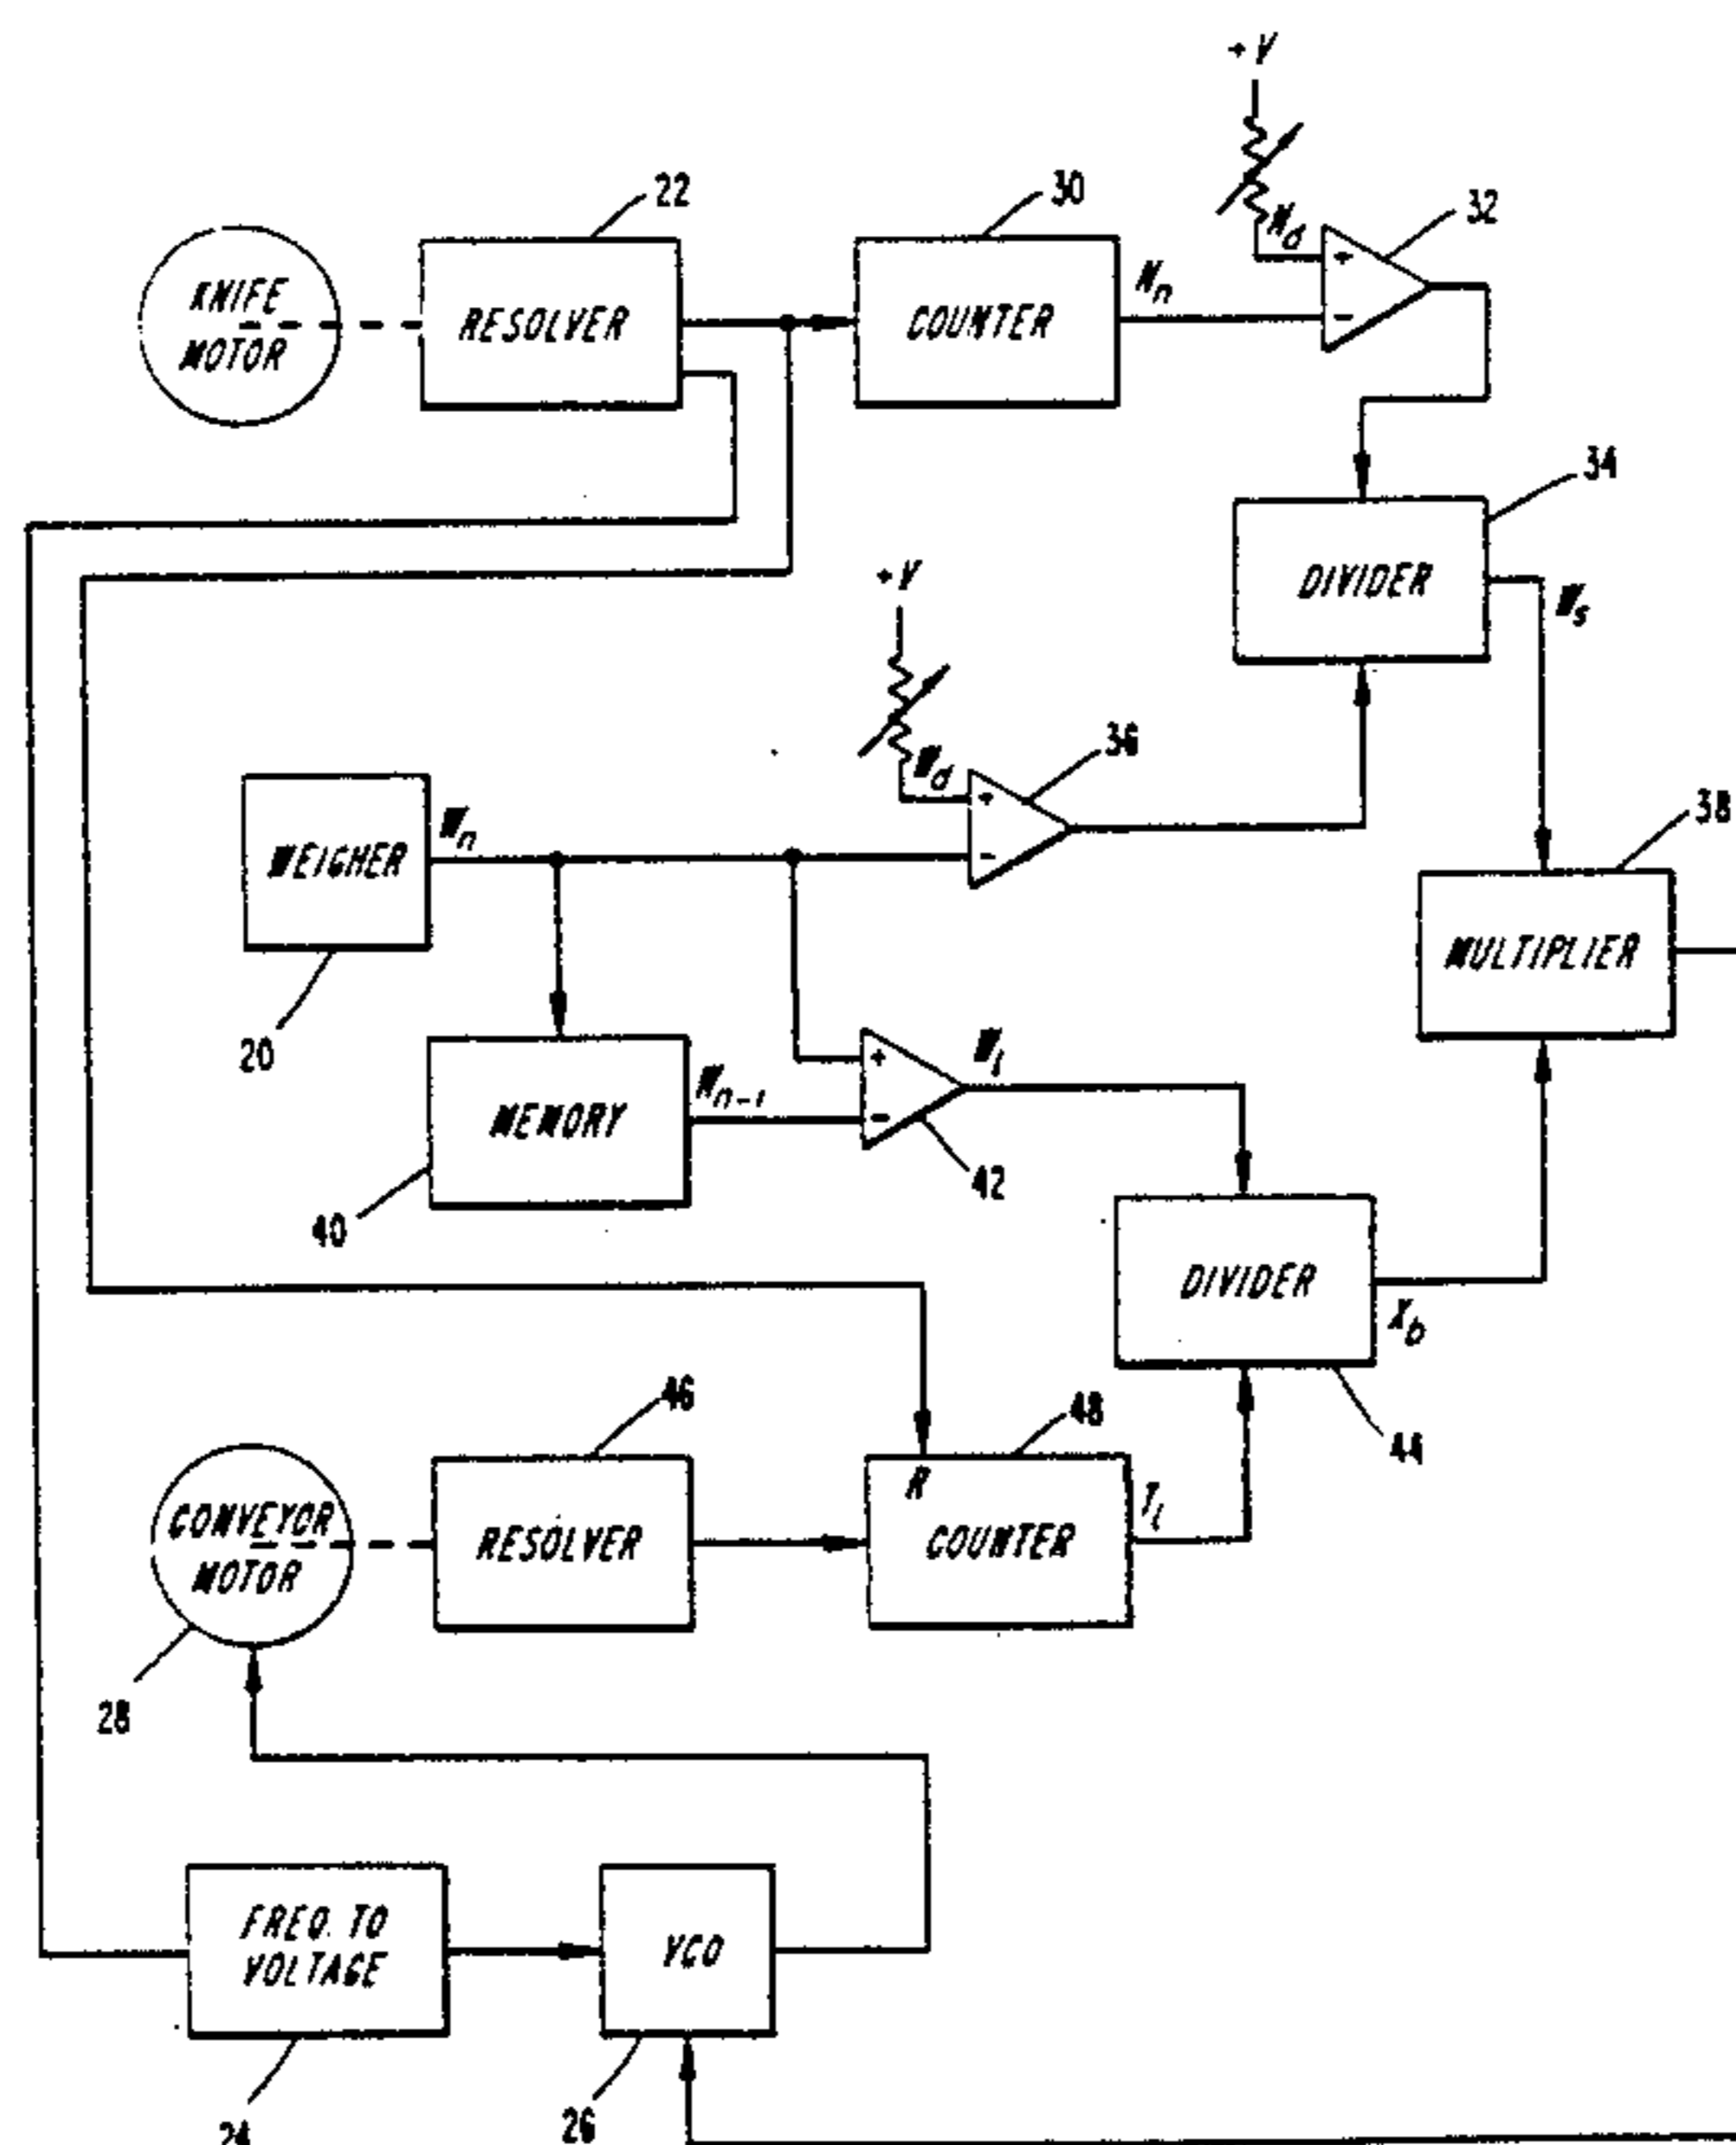 +V
22
30
32
KNIFE
MOTOR
RESOLVER
COUNTER
Nn
Nd
+
-
34
DIVIDER
Ws
+V
36
Wd
+
-
38
WEIGHER
Wn
MULTIPLIER
20
MEMORY
Wn-1
+
-
Wi
42
40
DIVIDER
Xb
44
46
48
CONVEYOR
MOTOR
RESOLVER
R
COUNTER
Ti
28
FREQ. TO
VOLTAGE
VCO
24
26